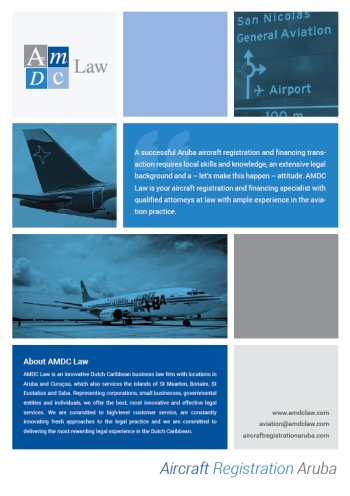 Am
Dc
Law
San Nicolas
General Aviation
Airport
100 m
A successful Aruba aircraft registration and financing trans-
action requires local skills and knowledge, an extensive legal
background and a – let's make this happen – attitude. AMDC
Law is your aircraft registration and financing specialist with
qualified attorneys at law with ample experience in the avia-
tion practice.
About AMDC Law
AMDC Law is an innovative Dutch Caribbean business law firm with locations in
Aruba and Curaçao, which also services the islands of St Maarten, Bonaire, St
Eustatius and Saba. Representing corporations, small businesses, governmental
entities and individuals, we offer the best, most innovative and effective legal
services. We are committed to high-level customer service, are constantly
innovating fresh approaches to the legal practice and we are committed to
delivering the most rewarding legal experience in the Dutch Caribbean.
www.amdclaw.com
aviation@amdclaw.com
aircraftregistrationaruba.com
Aircraft Registration Aruba